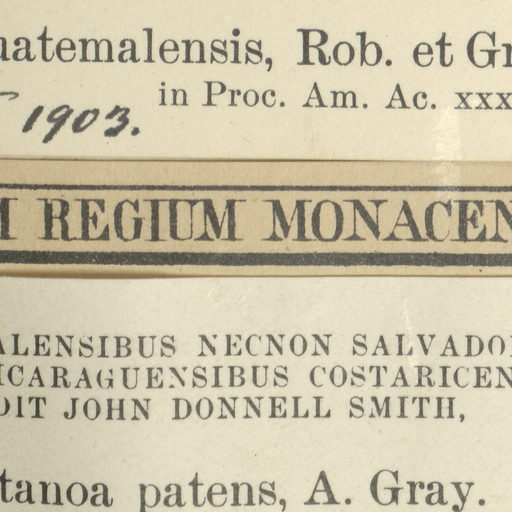 uatemalensis, Rob. et Gr
in Proc. Am. Ac. xxx
1903.
M REGIUM MONACEN
ALENSIBUS NECNON SALVADO
ICARAGUENSIBUS COSTARICEN
DIT JOHN DONNELL SMITH,
tanoa patens, A. Gray.